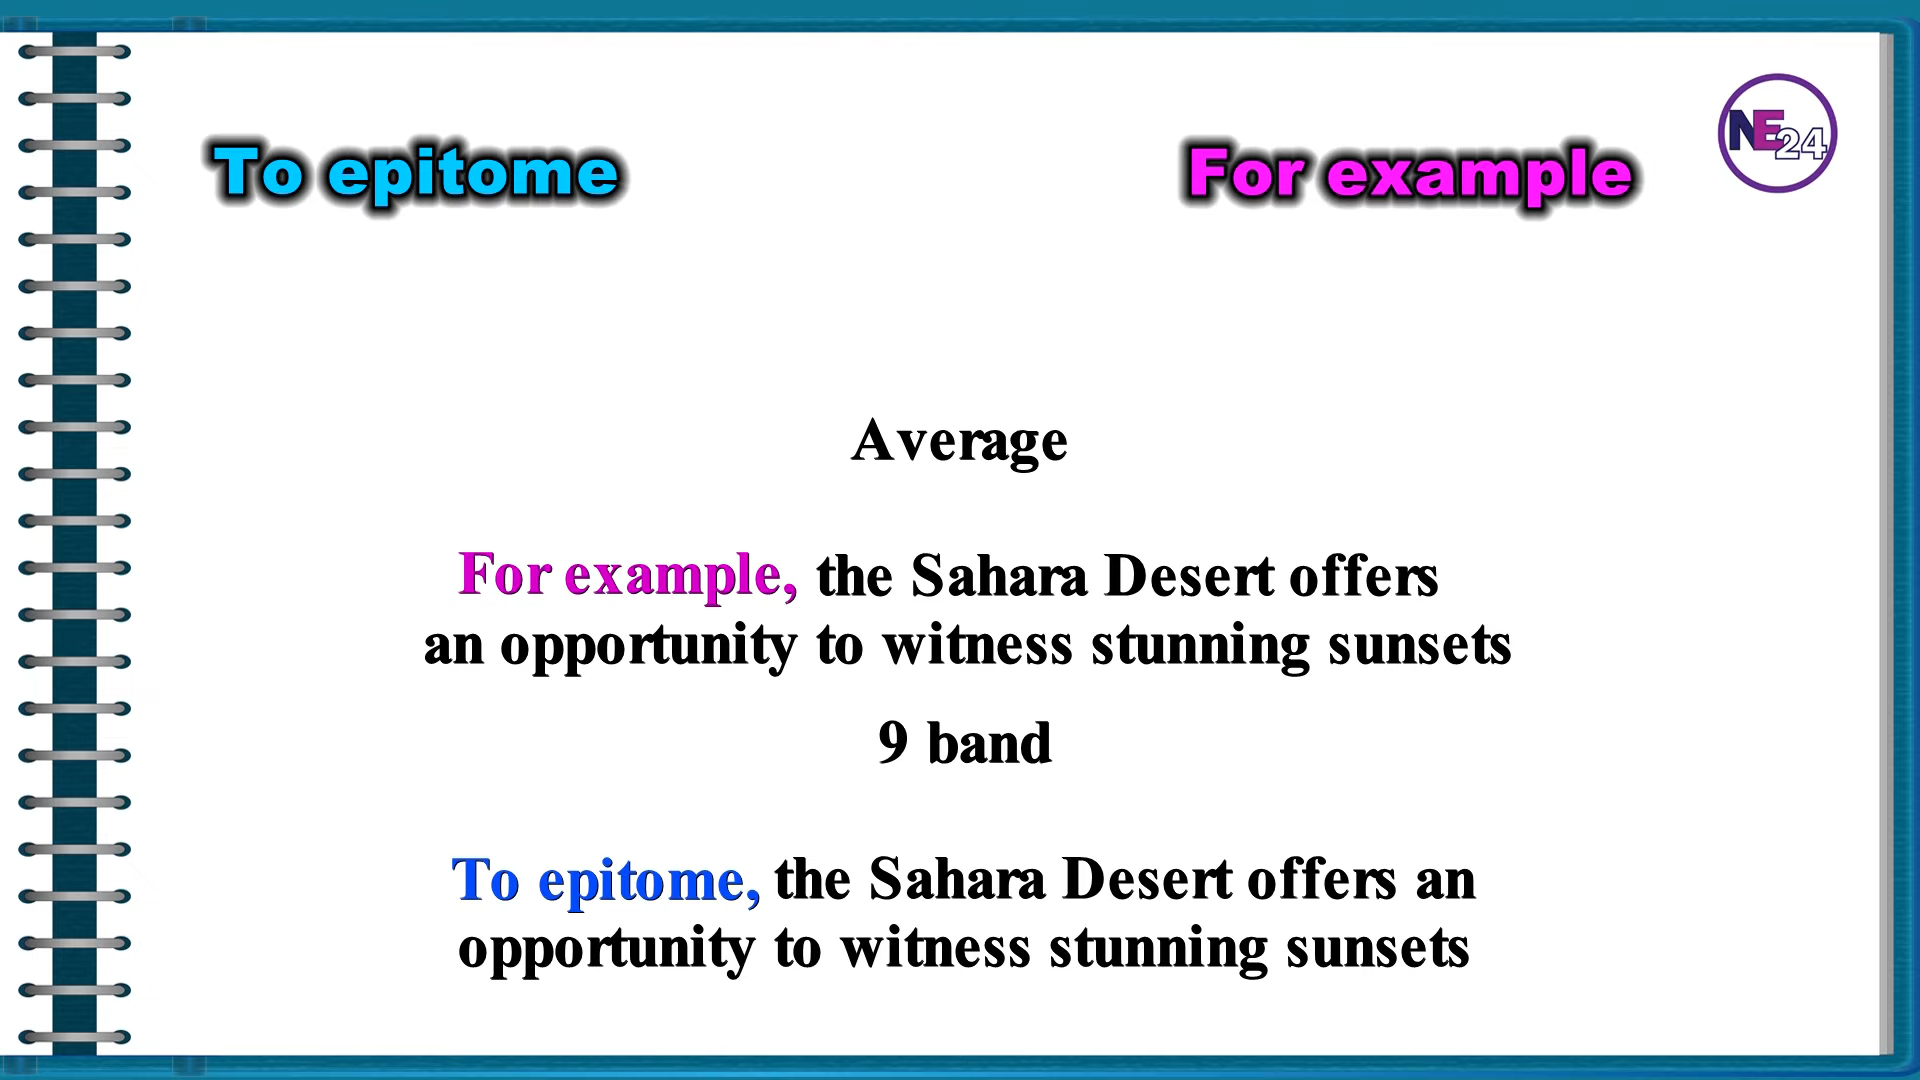 To epitome
For example
NE24
Average
For example, the Sahara Desert offers
an opportunity to witness stunning sunsets
9 band
To epitome, the Sahara Desert offers an
opportunity to witness stunning sunsets